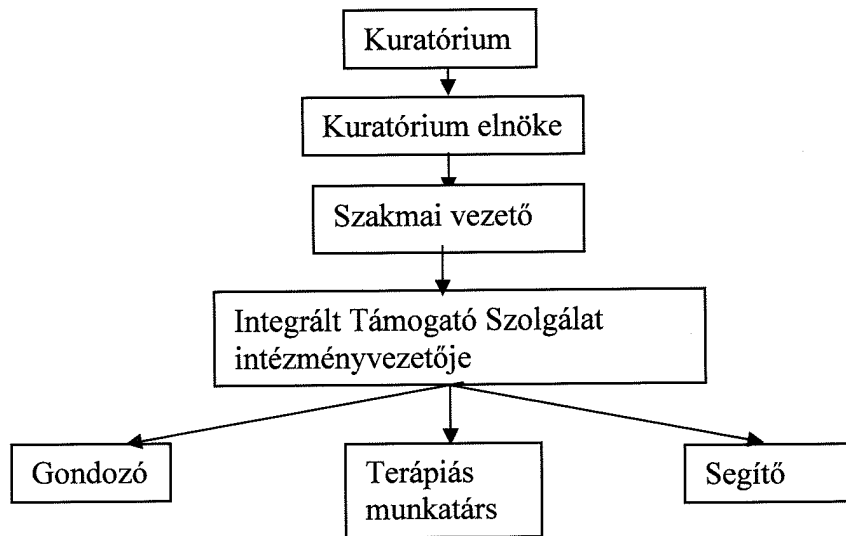 Kuratórium
Kuratórium elnöke
Szakmai vezető
Integrált Támogató Szolgálat
intézményvezetője
Gondozó
Terápiás
munkatárs
Segítő